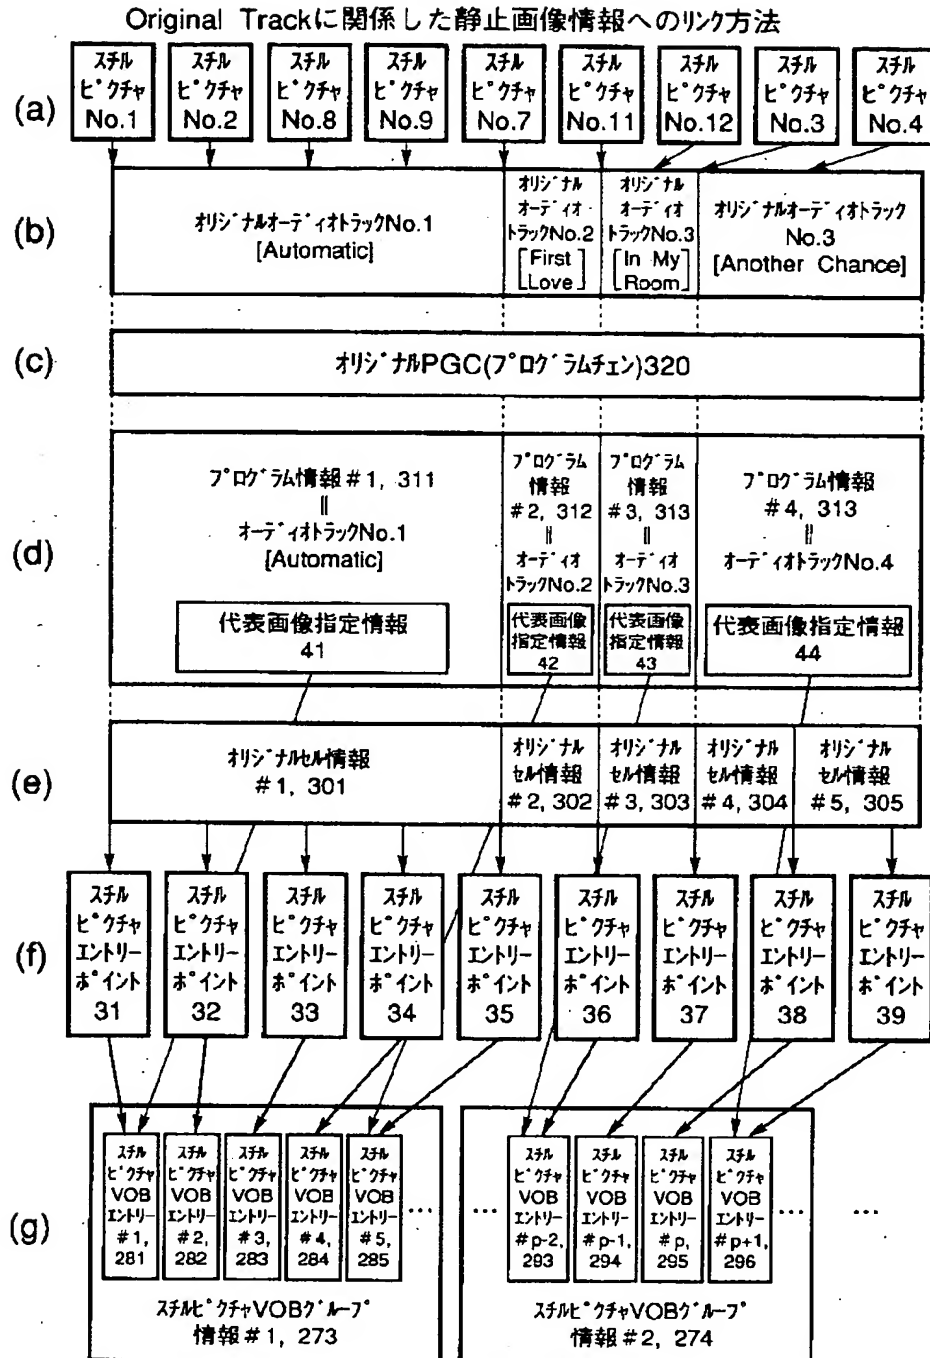 Original Trackに関係した静止画像情報へのリンク方法
(a)
スチル
ピクチャ
No.1
スチル
ピクチャ
No.2
スチル
ピクチャ
No.8
スチル
ピクチャ
No.9
スチル
ピクチャ
No.7
スチル
ピクチャ
No.11
スチル
ピクチャ
No.12
スチル
ピクチャ
No.3
スチル
ピクチャ
No.4
(b)
オリジナルオーディオトラックNo.1
[Automatic]
オリジナル
オーディオ
トラックNo.2
[First
Love]
オリジナル
オーディオ
トラックNo.3
[In My
Room]
オリジナルオーディオトラック
No.3
[Another Chance]
(c)
オリジナルPGC(プログラムチェン)320
(d)
プログラム情報#1, 311
||
オーディオトラックNo.1
[Automatic]
代表画像指定情報
41
プログラム
情報
#2, 312
||
オーディオ
トラックNo.2
代表画像
指定情報
42
プログラム
情報
#3, 313
||
オーディオ
トラックNo.3
代表画像
指定情報
43
プログラム情報
#4, 313
||
オーディオトラックNo.4
代表画像指定情報
44
(e)
オリジナルセル情報
#1, 301
オリジナル
セル情報
#2, 302
オリジナル
セル情報
#3, 303
オリジナル
セル情報
#4, 304
オリジナル
セル情報
#5, 305
(f)
スチル
ピクチャ
エントリー
ポイント
31
スチル
ピクチャ
エントリー
ポイント
32
スチル
ピクチャ
エントリー
ポイント
33
スチル
ピクチャ
エントリー
ポイント
34
スチル
ピクチャ
エントリー
ポイント
35
スチル
ピクチャ
エントリー
ポイント
36
スチル
ピクチャ
エントリー
ポイント
37
スチル
ピクチャ
エントリー
ポイント
38
スチル
ピクチャ
エントリー
ポイント
39
(g)
スチル
ピクチャ
VOB
エントリー
#1,
281
スチル
ピクチャ
VOB
エントリー
#2,
282
スチル
ピクチャ
VOB
エントリー
#3,
283
スチル
ピクチャ
VOB
エントリー
#4,
284
スチル
ピクチャ
VOB
エントリー
#5,
285
…
スチルピクチャVOBグループ
情報#1, 273
…
スチル
ピクチャ
VOB
エントリー
#p-2,
293
スチル
ピクチャ
VOB
エントリー
#p-1,
294
スチル
ピクチャ
VOB
エントリー
#p,
295
スチル
ピクチャ
VOB
エントリー
#p+1,
296
…
スチルピクチャVOBグループ
情報#2, 274
…